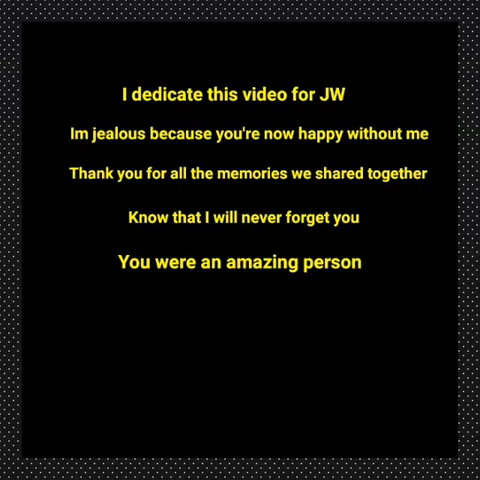 I dedicate this video for JW
Im jealous because you're now happy without me
Thank you for all the memories we shared together
Know that I will never forget you
You were an amazing person